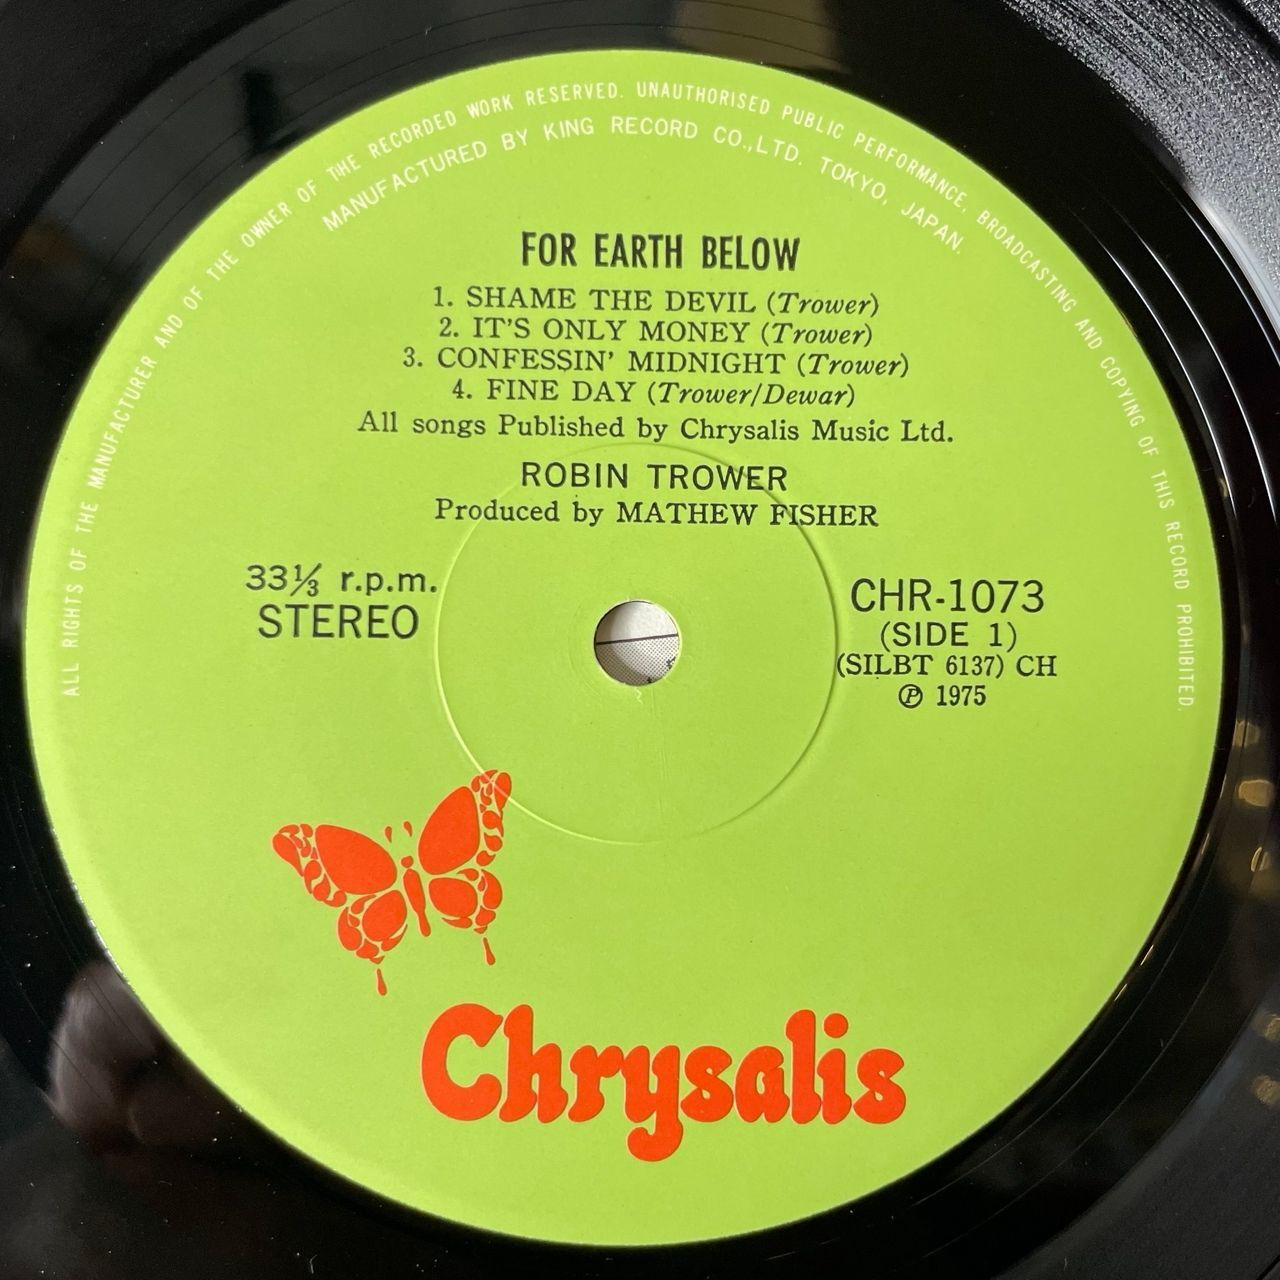 ALL RIGHTS OF THE MANUFACTURER AND OF THE OWNER OF THE RECORDED WORK RESERVED. UNAUTHORISED PUBLIC PERFORMANCE, BROADCASTING AND COPYING OF THIS RECORD PROHIBITED.
MANUFACTURED BY KING RECORD CO.,LTD. TOKYO, JAPAN.
FOR EARTH BELOW
1. SHAME THE DEVIL (Trower)
2. IT'S ONLY MONEY (Trower)
3. CONFESSIN' MIDNIGHT (Trower)
4. FINE DAY (Trower/Dewar)
All songs Published by Chrysalis Music Ltd.
ROBIN TROWER
Produced by MATHEW FISHER
33⅓ r.p.m.
STEREO
CHR-1073
(SIDE 1)
(SILBT 6137) CH
℗ 1975
Chrysalis